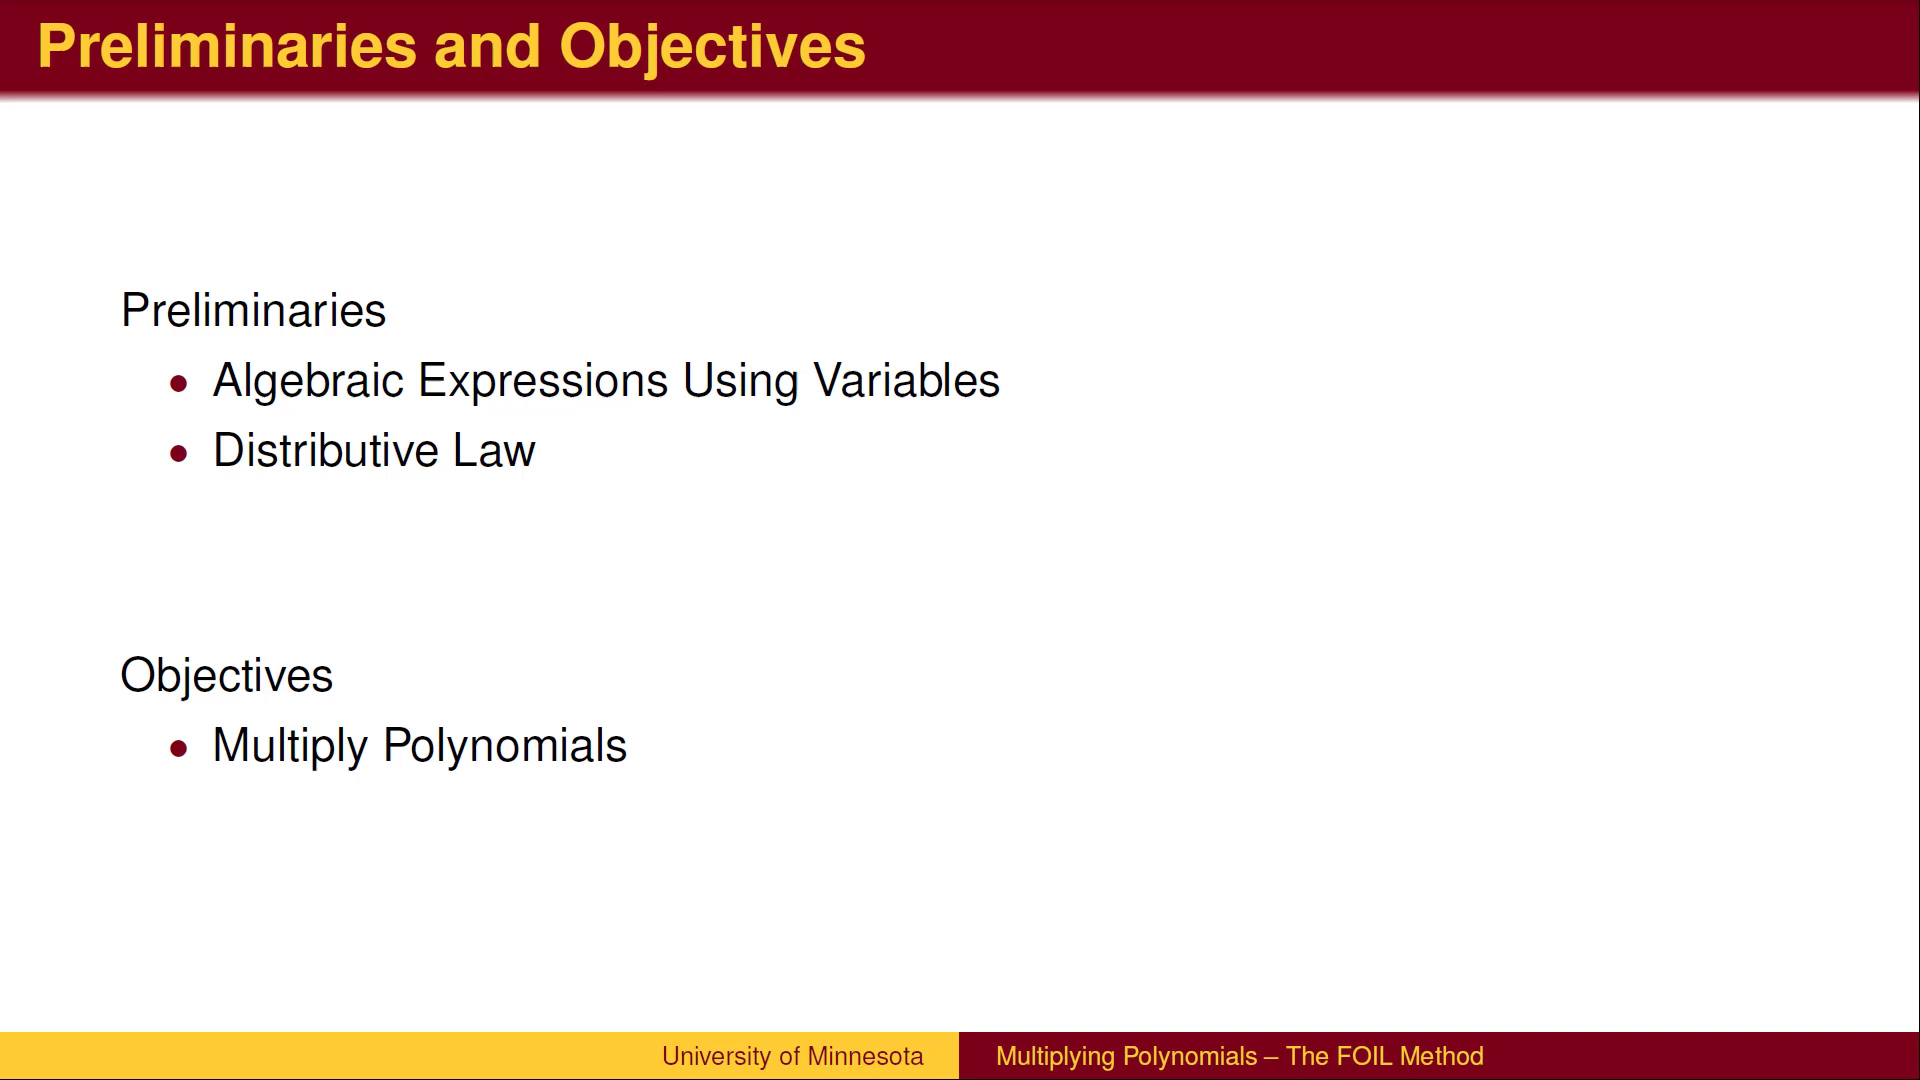 Preliminaries and Objectives
Preliminaries
• Algebraic Expressions Using Variables
• Distributive Law
Objectives
• Multiply Polynomials
University of Minnesota
Multiplying Polynomials – The FOIL Method